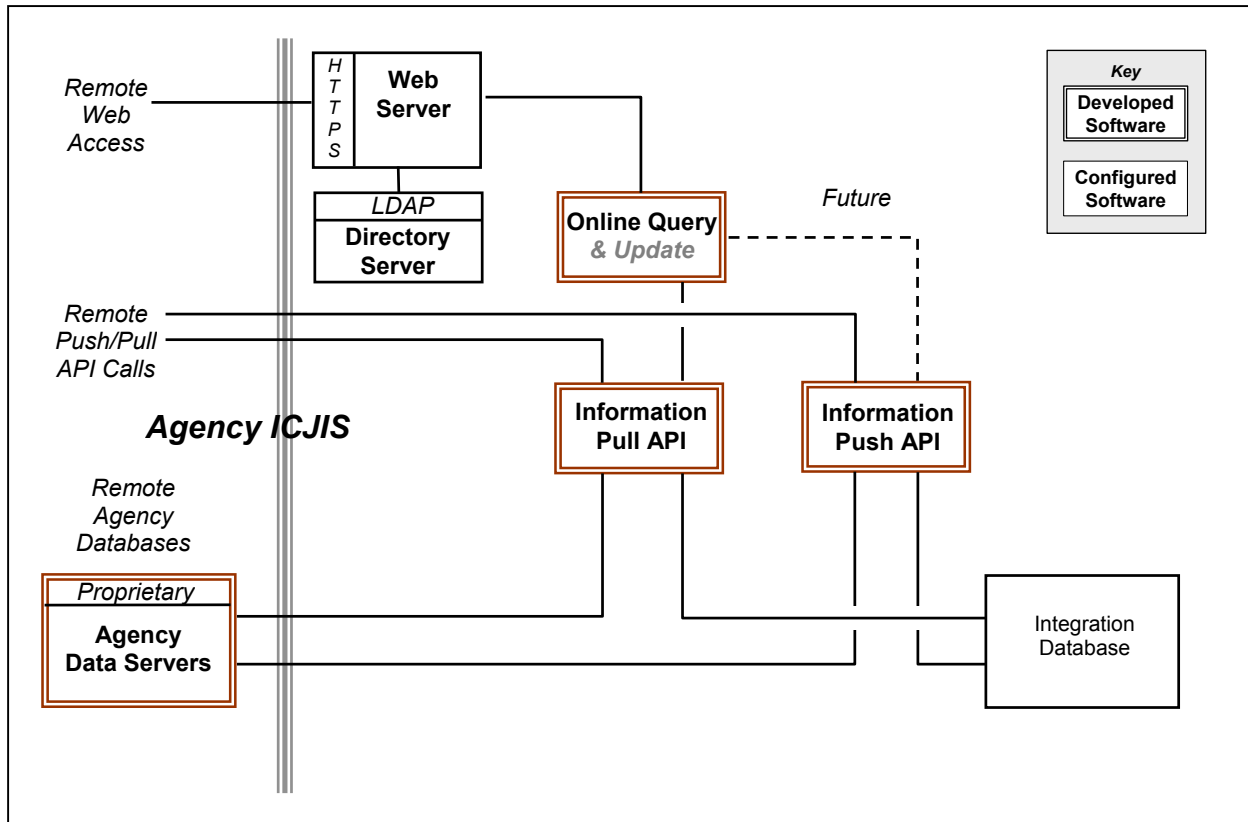 Remote
Web
Access
H
T
T
P
S
Web
Server
LDAP
Directory
Server
Online Query
& Update
Future
Key
Developed
Software
Configured
Software
Remote
Push/Pull
API Calls
Information
Pull API
Information
Push API
Agency ICJIS
Remote
Agency
Databases
Proprietary
Agency
Data Servers
Integration
Database